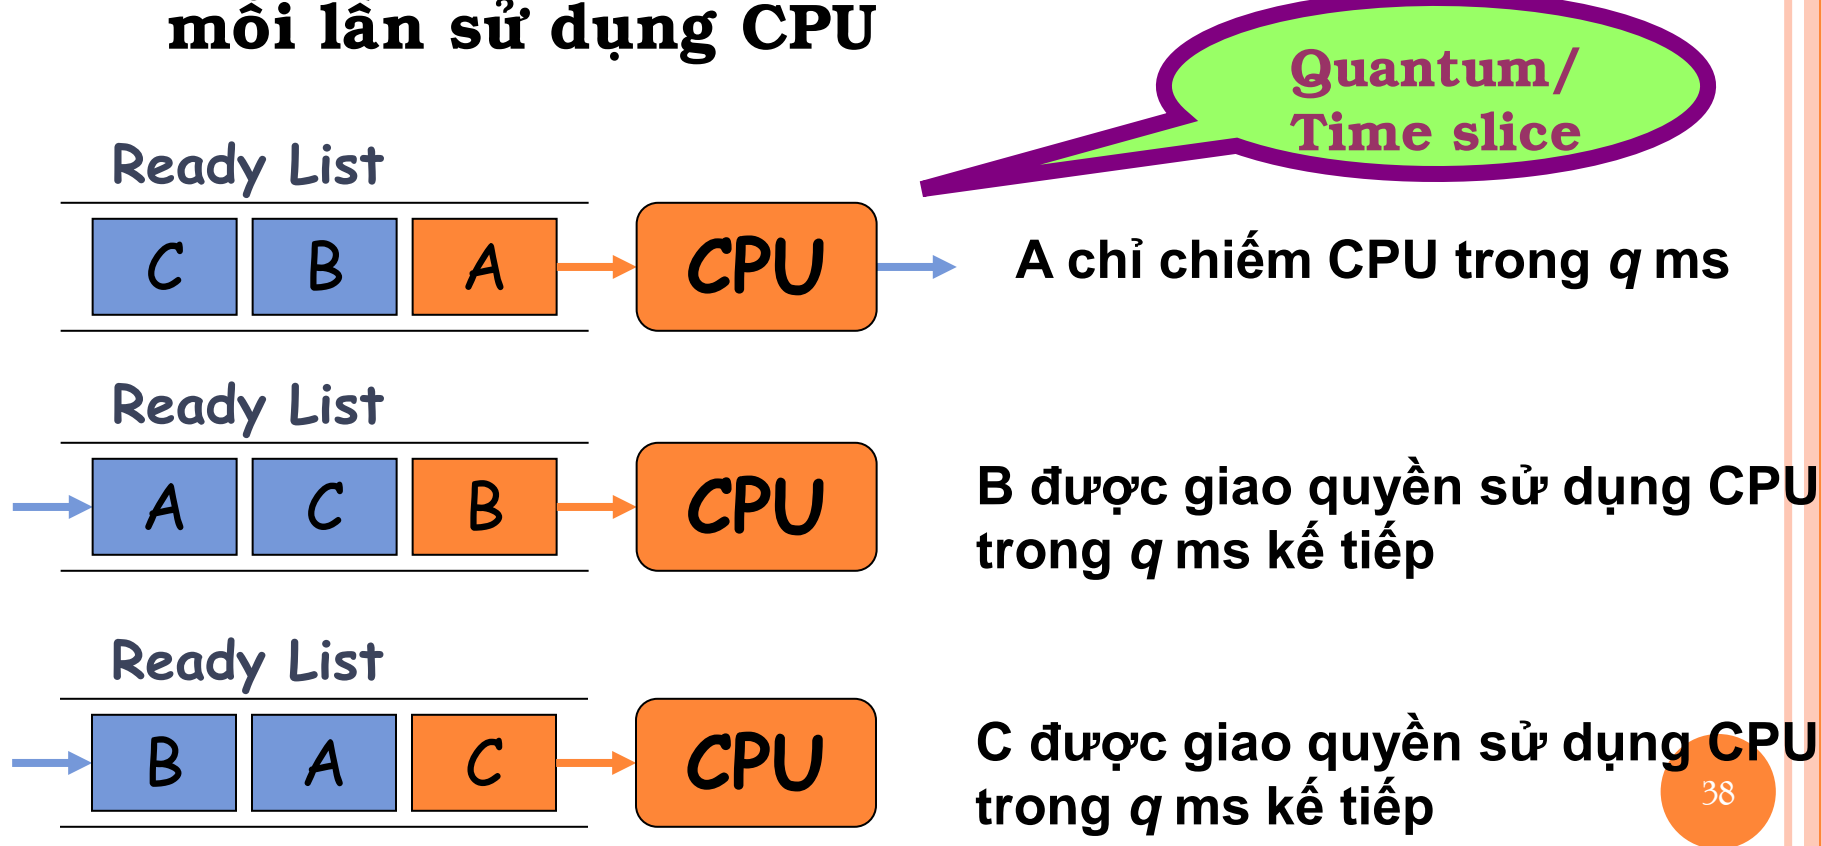 mỗi lần sử dụng CPU
Quantum/
Time slice
Ready List
C B A CPU
A chỉ chiếm CPU trong q ms
Ready List
A C B CPU
B được giao quyền sử dụng CPU
trong q ms kế tiếp
Ready List
B A C CPU
C được giao quyền sử dụng CPU
trong q ms kế tiếp
38